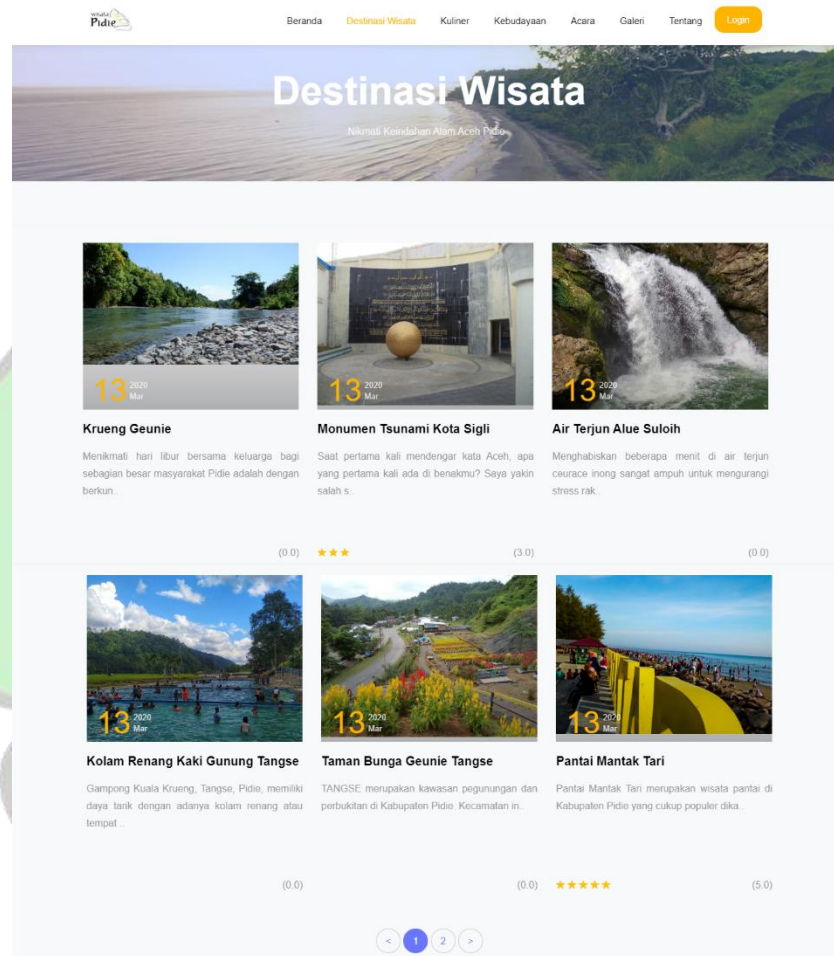 wisata
Pidie
Beranda Destinasi Wisata Kuliner Kebudayaan Acara Galeri Tentang Login
Destinasi Wisata
Nikmati Keindahan Alam Aceh Pidie
13 2020 Mar
13 2020 Mar
13 2020 Mar
Krueng Geunie
Menikmati hari libur bersama keluarga bagi
sebagian besar masyarakat Pidie adalah dengan
berkun..
(0.0)
Monumen Tsunami Kota Sigli
Saat pertama kali mendengar kata Aceh, apa
yang pertama kali ada di benakmu? Saya yakin
salah s..
★★★ (3.0)
Air Terjun Alue Suloih
Menghabiskan beberapa menit di air terjun
ceurace inong sangat ampuh untuk mengurangi
stress rak..
(0.0)
13 2020 Mar
13 2020 Mar
13 2020 Mar
Kolam Renang Kaki Gunung Tangse
Gampong Kuala Krueng, Tangse, Pidie, memiliki
daya tarik dengan adanya kolam renang atau
tempat ..
(0.0)
Taman Bunga Geunie Tangse
TANGSE merupakan kawasan pegunungan dan
perbukitan di Kabupaten Pidie. Kecamatan in..
(0.0)
Pantai Mantak Tari
Pantai Mantak Tari merupakan wisata pantai di
Kabupaten Pidie yang cukup populer dika..
★★★★★ (5.0)
< 1 2 >